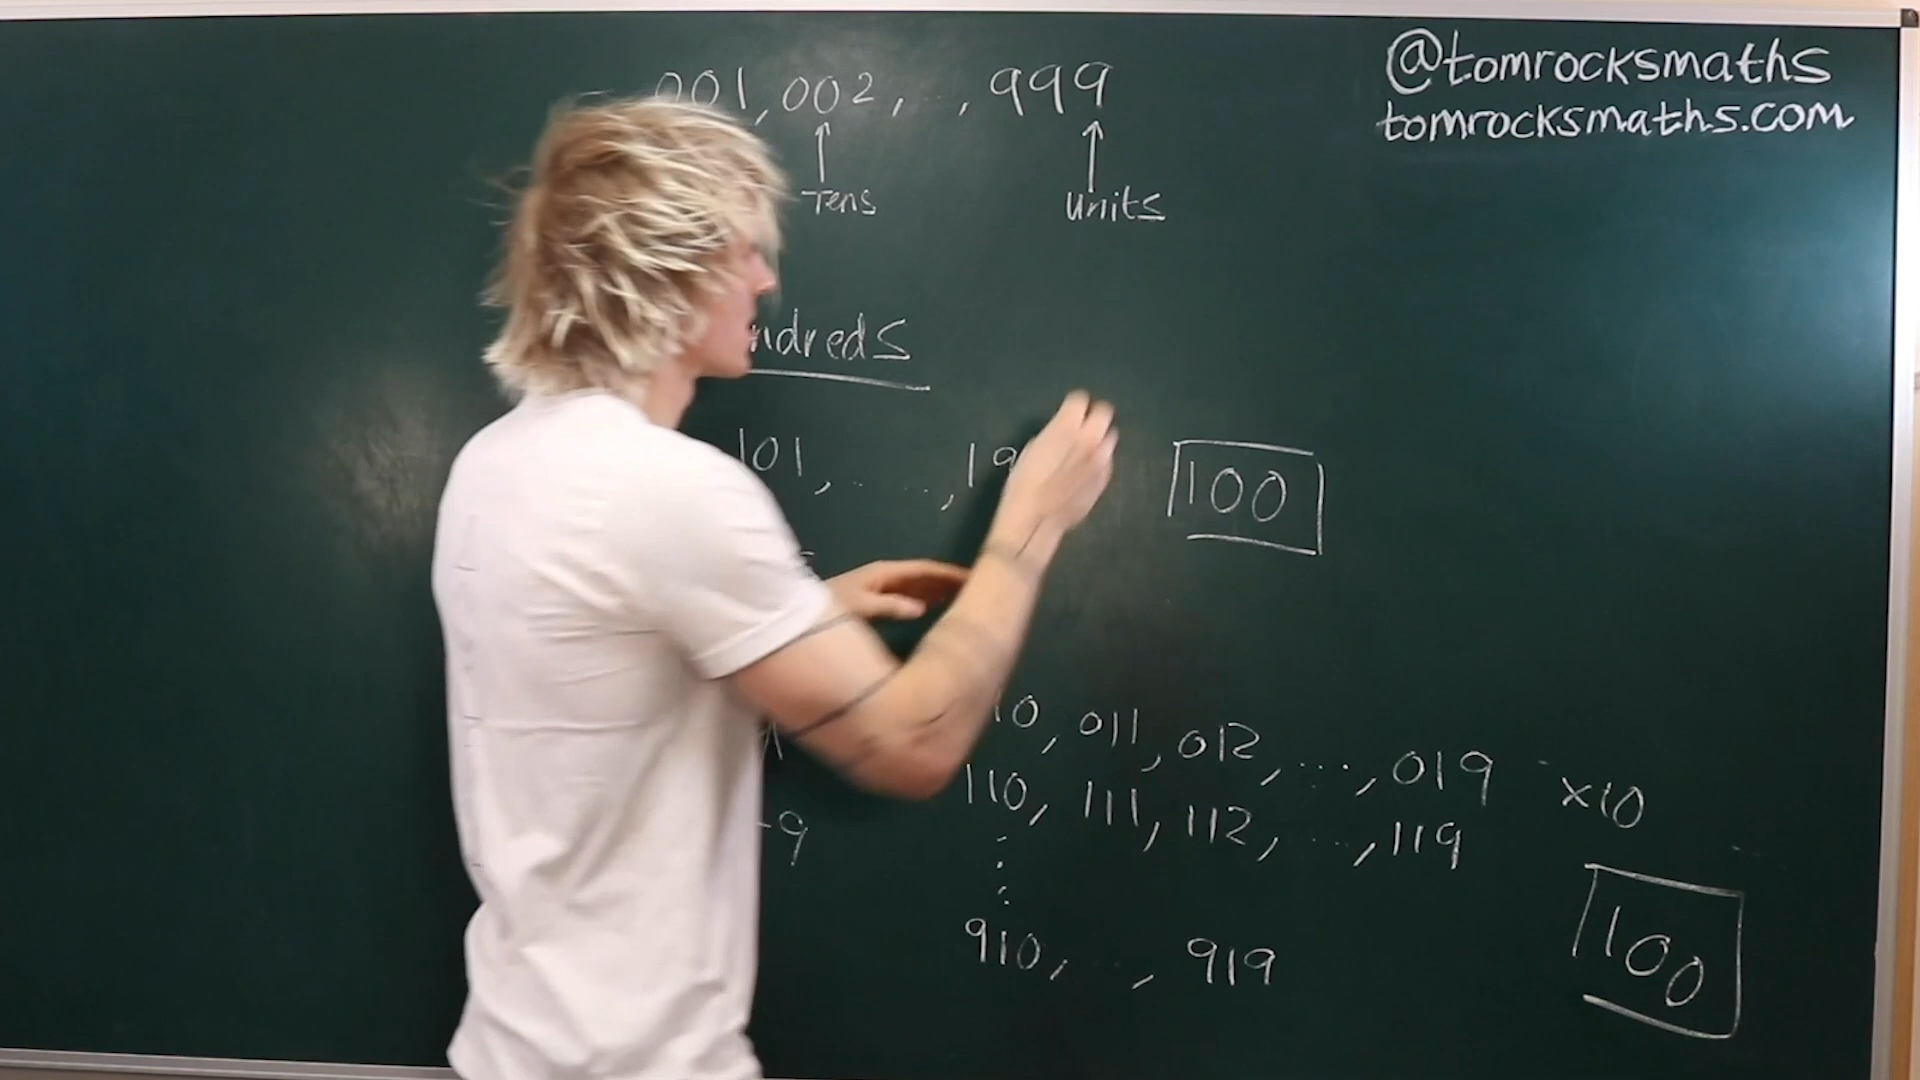 @tomrocksmaths
tomrocksmaths.com
001, 002, ..., 999
Tens
units
ndreds
101, ....., 19
100
10, 011, 012, ..., 019
x10
110, 111, 112, ..., 119
9
910, ..., 919
100